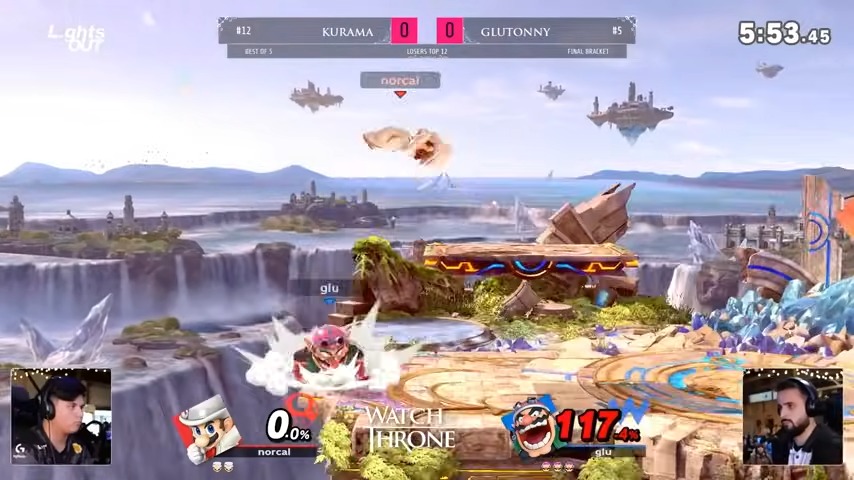 L.ghts
OUT
#12
KURAMA
0
0
GLUTONNY
#5
BEST OF 5
LOSERS TOP 12
FINAL BRACKET
5:53.45
norcal
glu
WATCH
THRONE
0.0%
norcal
117.4%
glu